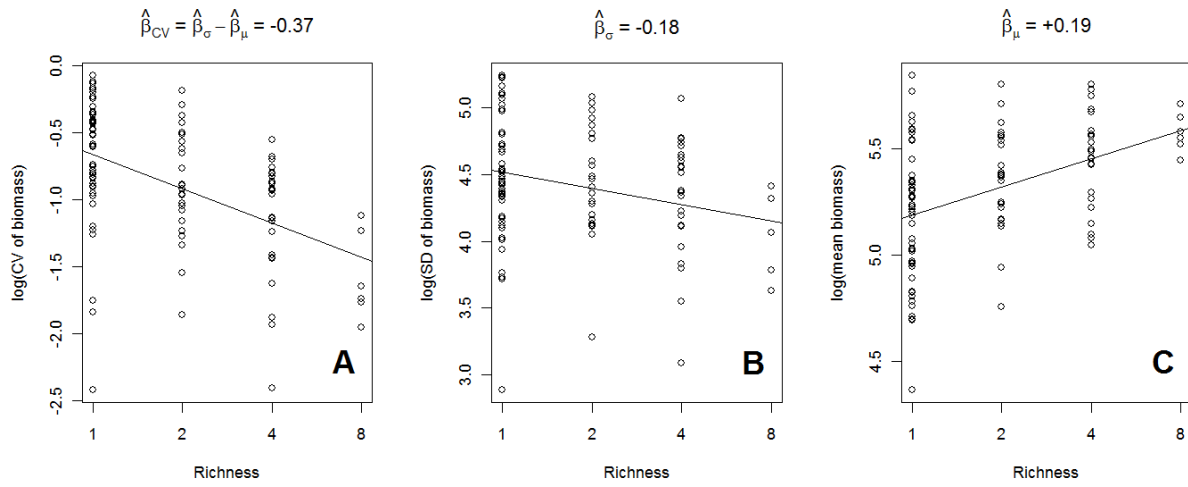 β̂CV = β̂σ − β̂μ = -0.37
log(CV of biomass)
0.0
-0.5
-1.0
-1.5
-2.0
-2.5
A
1 2 4 8
Richness
β̂σ = -0.18
log(SD of biomass)
5.0
4.5
4.0
3.5
3.0
B
1 2 4 8
Richness
β̂μ = +0.19
log(mean biomass)
5.5
5.0
4.5
C
1 2 4 8
Richness